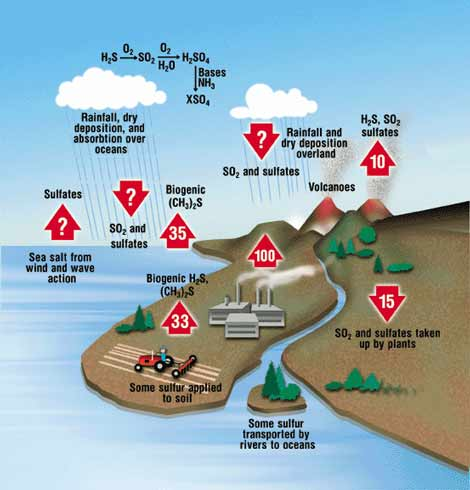 H₂S —O₂→ SO₂ —O₂/H₂O→ H₂SO₄
Bases
NH₃
XSO₄
Rainfall, dry
deposition, and
absorbtion over
oceans
?
Rainfall and
dry deposition
overland
SO₂ and sulfates
H₂S, SO₂
sulfates
10
Volcanoes
Sulfates
?
Sea salt from
wind and wave
action
?
SO₂ and
sulfates
Biogenic
(CH₃)₂S
35
100
Biogenic H₂S,
(CH₃)₂S
33
15
SO₂ and sulfates taken
up by plants
Some sulfur applied
to soil
Some sulfur
transported by
rivers to oceans